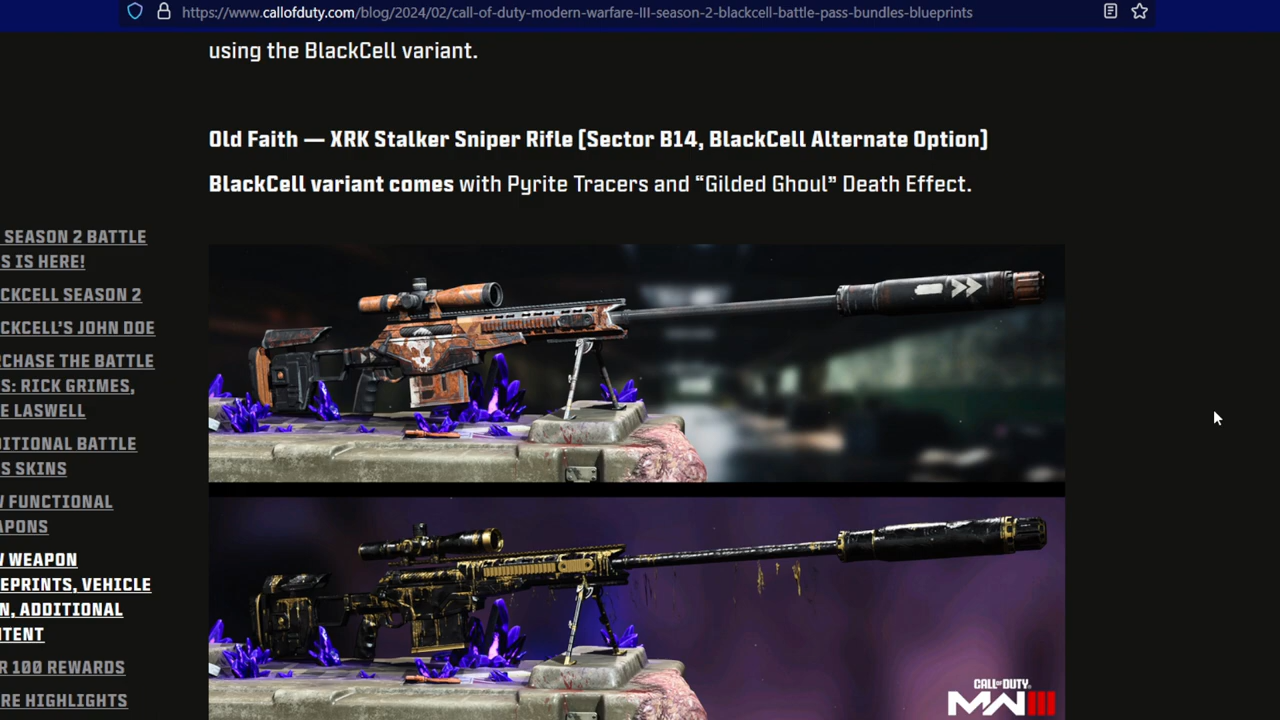 https://www.callofduty.com/blog/2024/02/call-of-duty-modern-warfare-III-season-2-blackcell-battle-pass-bundles-blueprints
using the BlackCell variant.
Old Faith — XRK Stalker Sniper Rifle [Sector B14, BlackCell Alternate Option]
BlackCell variant comes with Pyrite Tracers and “Gilded Ghoul” Death Effect.
SEASON 2 BATTLE
S IS HERE!
CKCELL SEASON 2
CKCELL’S JOHN DOE
RCHASE THE BATTLE
S: RICK GRIMES,
E LASWELL
DITIONAL BATTLE
S SKINS
W FUNCTIONAL
APONS
W WEAPON
EPRINTS, VEHICLE
N, ADDITIONAL
NTENT
R 100 REWARDS
RE HIGHLIGHTS
CALL OF DUTY
MWIII